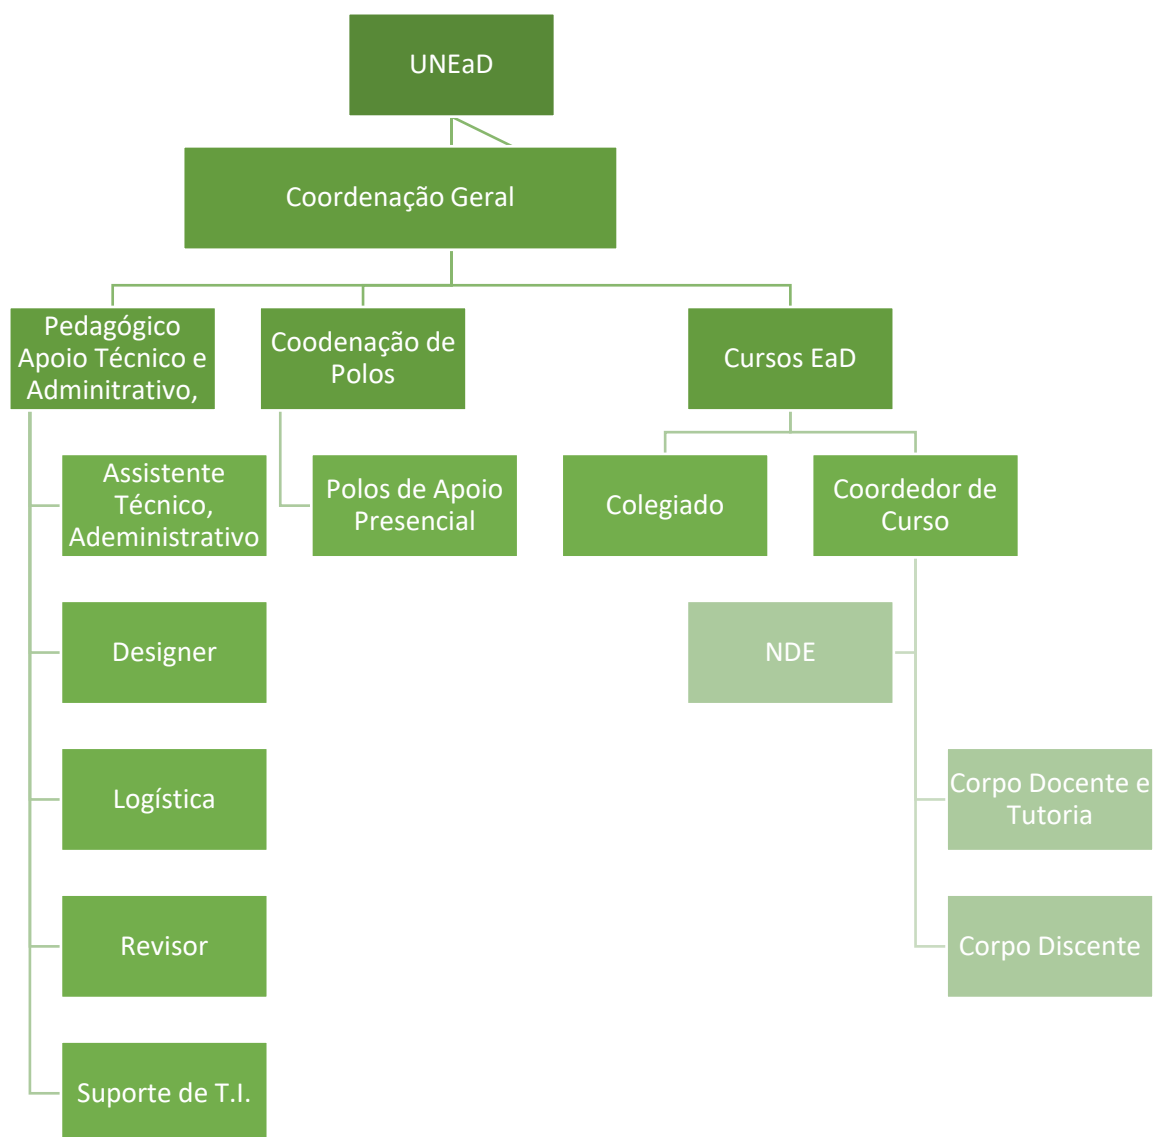 UNEaD
Coordenação Geral
Pedagógico
Apoio Técnico e
Adminitrativo,
Coodenação de
Polos
Cursos EaD
Assistente
Técnico,
Adeministrativo
Polos de Apoio
Presencial
Colegiado
Coordedor de
Curso
Designer
NDE
Logística
Corpo Docente e
Tutoria
Revisor
Corpo Discente
Suporte de T.I.